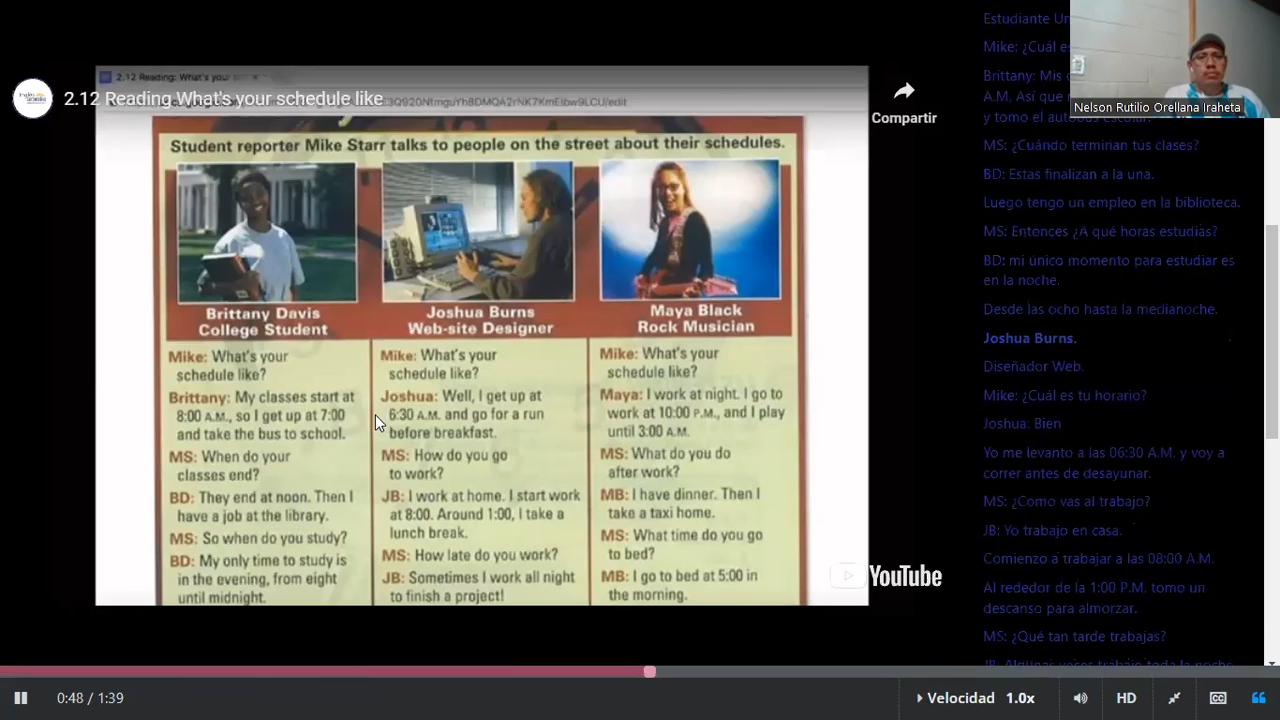 2.12 Reading: What's your
2.12 Reading What's your schedule like
Compartir
Student reporter Mike Starr talks to people on the street about their schedules.
Brittany Davis
College Student
Mike: What's your
schedule like?
Brittany: My classes start at
8:00 A.M., so I get up at 7:00
and take the bus to school.
MS: When do your
classes end?
BD: They end at noon. Then I
have a job at the library.
MS: So when do you study?
BD: My only time to study is
in the evening, from eight
until midnight.
Joshua Burns
Web-site Designer
Mike: What's your
schedule like?
Joshua: Well, I get up at
6:30 A.M. and go for a run
before breakfast.
MS: How do you go
to work?
JB: I work at home. I start work
at 8:00. Around 1:00, I take a
lunch break.
MS: How late do you work?
JB: Sometimes I work all night
to finish a project!
Maya Black
Rock Musician
Mike: What's your
schedule like?
Maya: I work at night. I go to
work at 10:00 P.M., and I play
until 3:00 A.M.
MS: What do you do
after work?
MB: I have dinner. Then I
take a taxi home.
MS: What time do you go
to bed?
MB: I go to bed at 5:00 in
the morning.
YouTube
Estudiante
Mike: ¿Cuál
Brittany: Mis
A.M, Así que
y tomo el autobús escolar.
MS: ¿Cuándo terminan tus clases?
BD: Estas finalizan a la una.
Luego tengo un empleo en la biblioteca.
MS: Entonces ¿A qué horas estudias?
BD: mi único momento para estudiar es
en la noche.
Desde las ocho hasta la medianoche.
Joshua Burns.
Diseñador Web.
Mike: ¿Cuál es tu horario?
Joshua: Bien
Yo me levanto a las 06:30 A.M. y voy a
correr antes de desayunar.
MS: ¿Como vas al trabajo?
JB: Yo trabajo en casa.
Comienzo a trabajar a las 08:00 A.M.
Al rededor de la 1:00 P.M. tomo un
descanso para almorzar.
MS: ¿Qué tan tarde trabajas?
JB: Algunas veces trabajo toda la noche
Nelson Rutilio Orellana Iraheta
0:48 / 1:39
Velocidad 1.0x
HD
CC